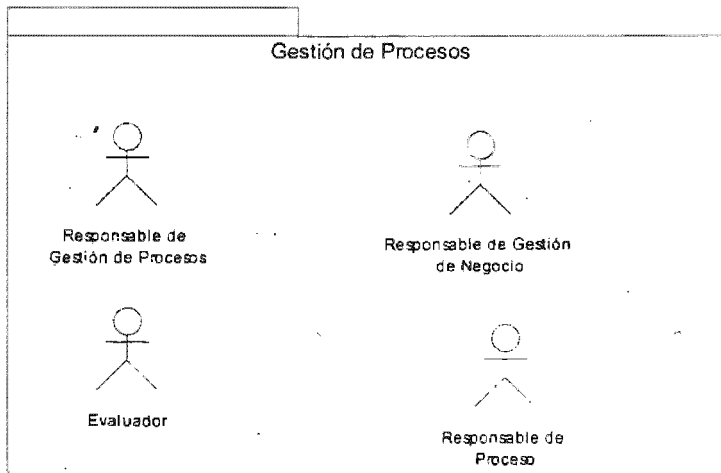 Gestión de Procesos
Responsable de
Gestión de Procesos
Responsable de Gestión
de Negocio
Evaluador
Responsable de
Proceso